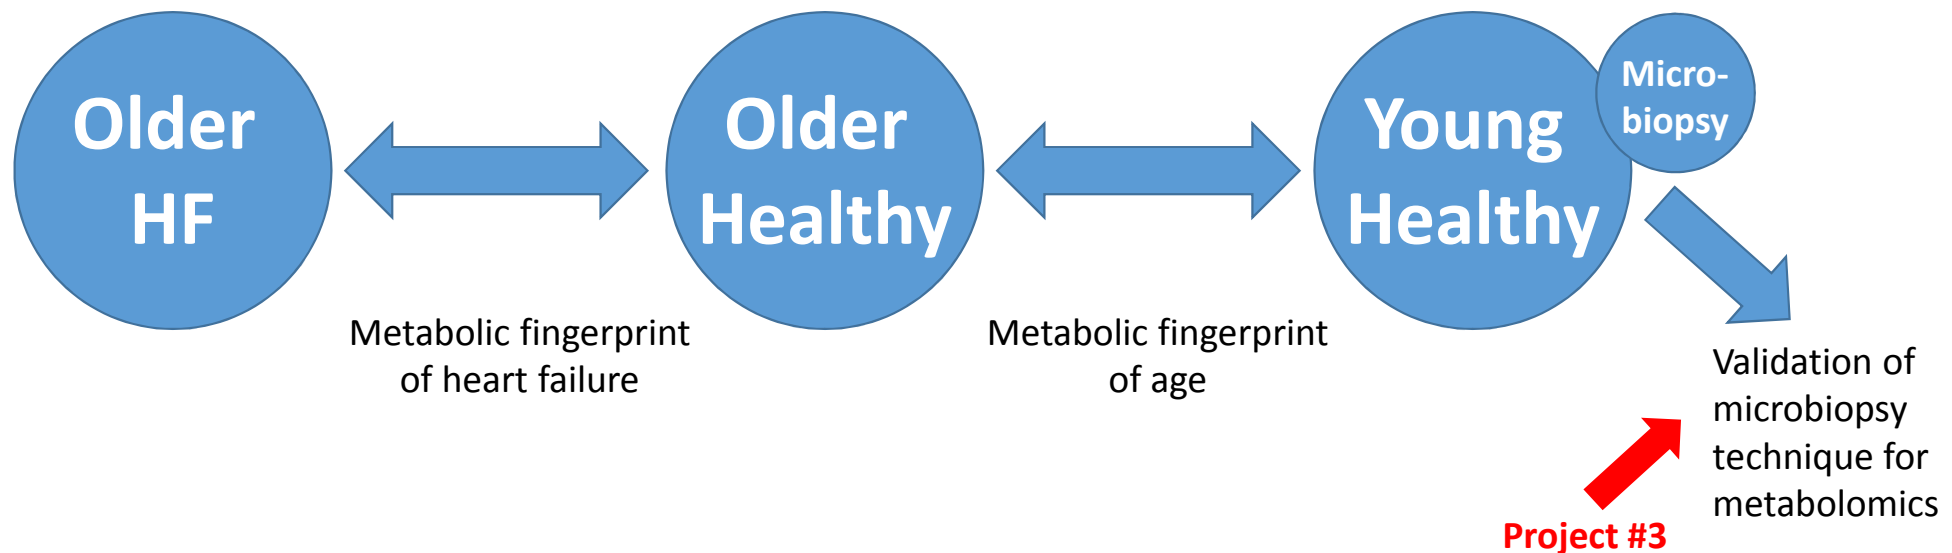 Older
HF
Older
Healthy
Young
Healthy
Micro-
biopsy
Metabolic fingerprint
of heart failure
Metabolic fingerprint
of age
Validation of
microbiopsy
technique for
metabolomics
Project #3